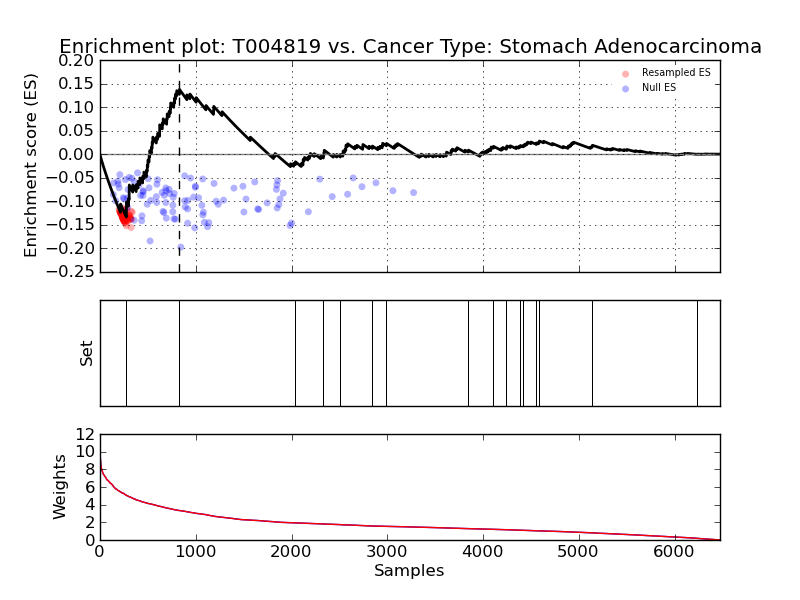 Enrichment plot: T004819 vs. Cancer Type: Stomach Adenocarcinoma
Enrichment score (ES)
0.20
0.15
0.10
0.05
0.00
−0.05
−0.10
−0.15
−0.20
−0.25
Resampled ES
Null ES
Set
Weights
12
10
8
6
4
2
0
0 1000 2000 3000 4000 5000 6000
Samples